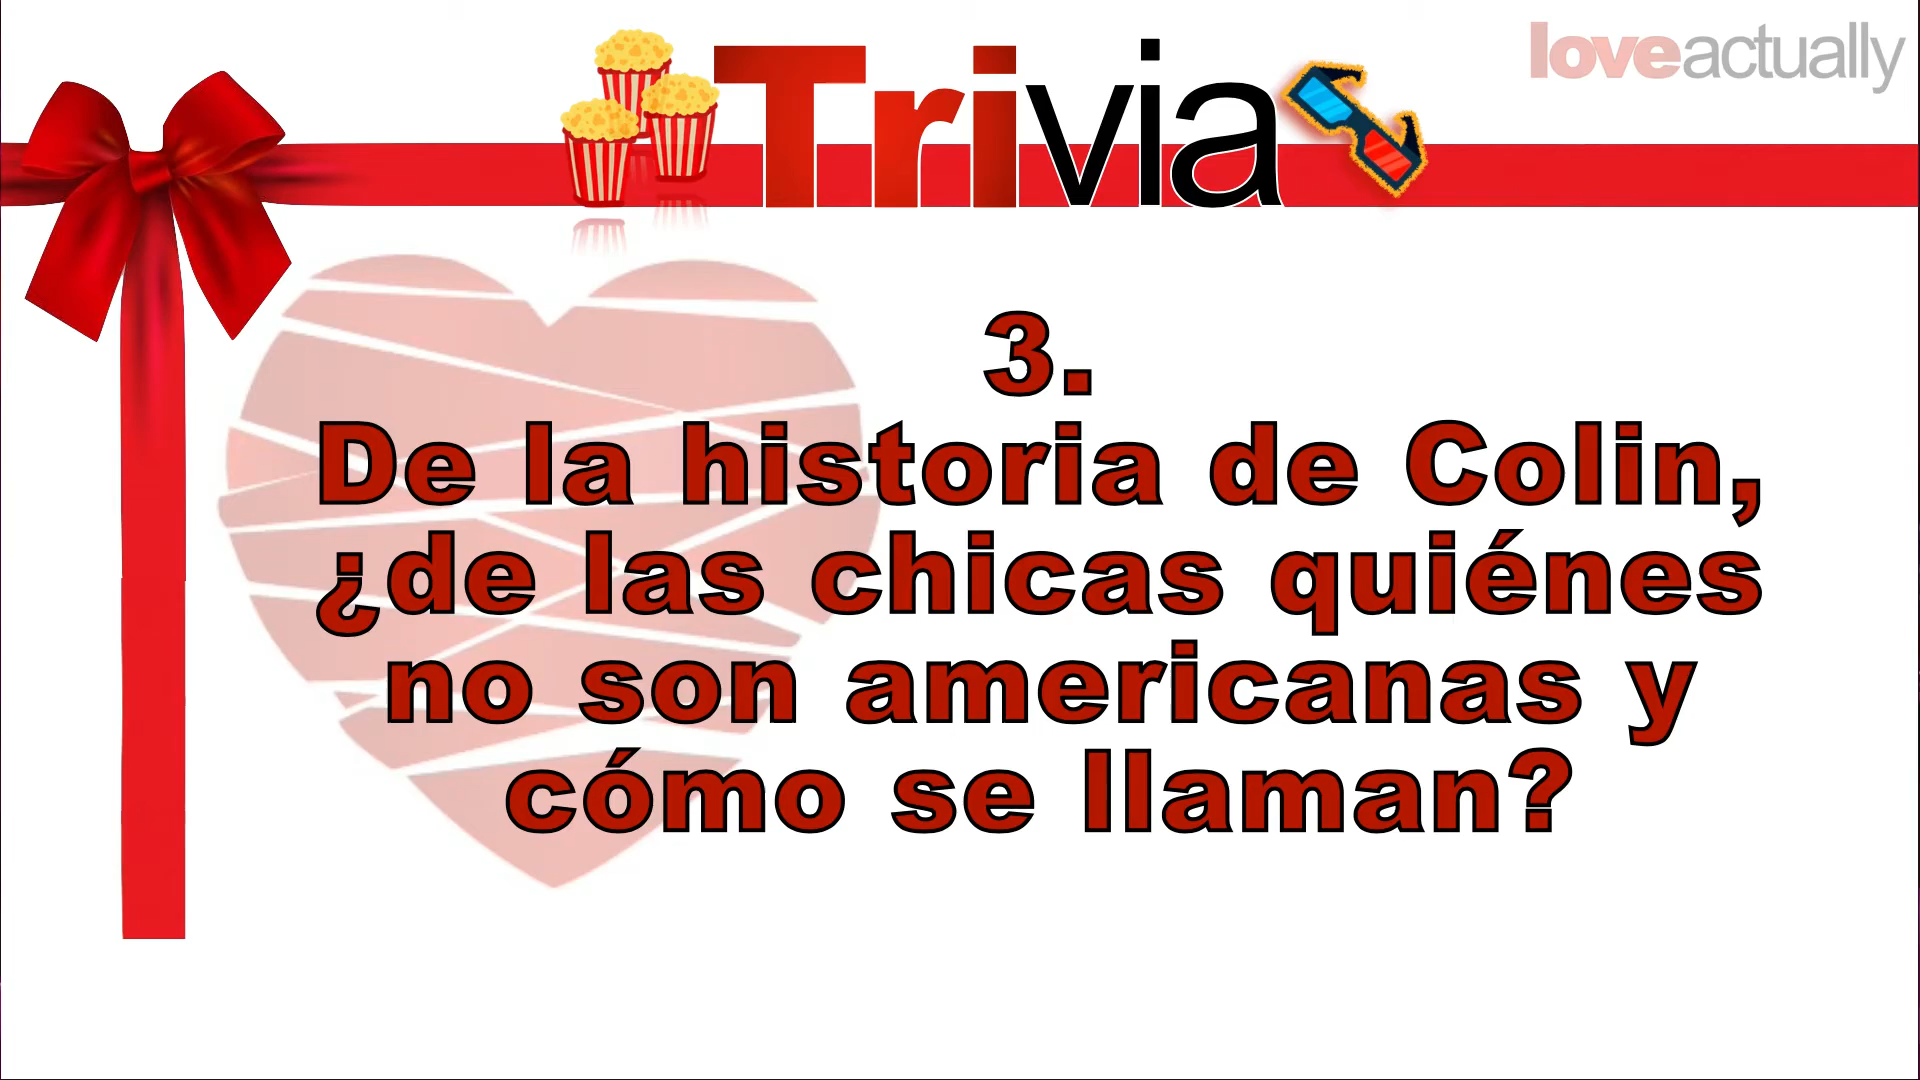 loveactually
Trivia
3.
De la historia de Colin,
¿de las chicas quiénes
no son americanas y
cómo se llaman?